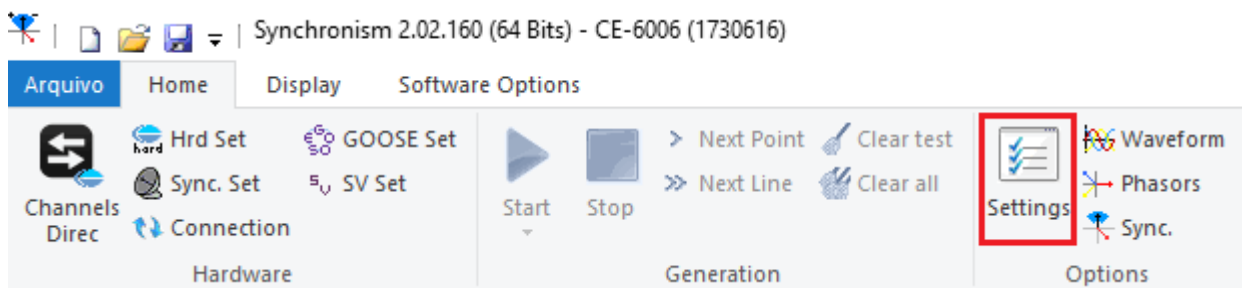 Synchronism 2.02.160 (64 Bits) - CE-6006 (1730616)
Arquivo Home Display Software Options
hard Hrd Set GOOSE Set > Next Point Clear test Waveform
Sync. Set SV SV Set >> Next Line Clear all Phasors
Channels Direc Connection Start Stop Settings Sync.
Hardware Generation Options